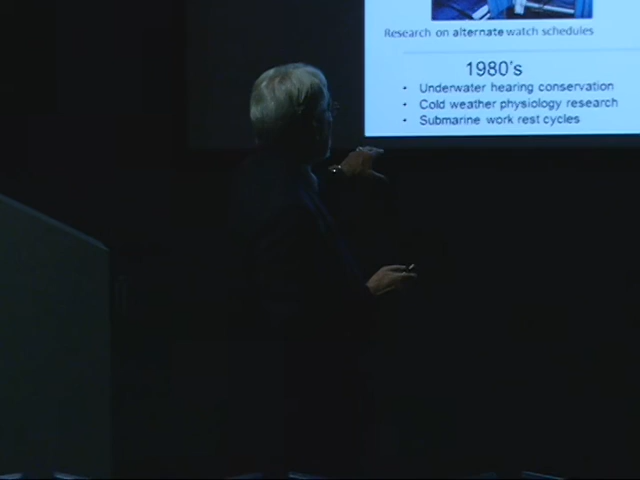 Research on alternate watch schedules
1980's
• Underwater hearing conservation
• Cold weather physiology research
• Submarine work rest cycles